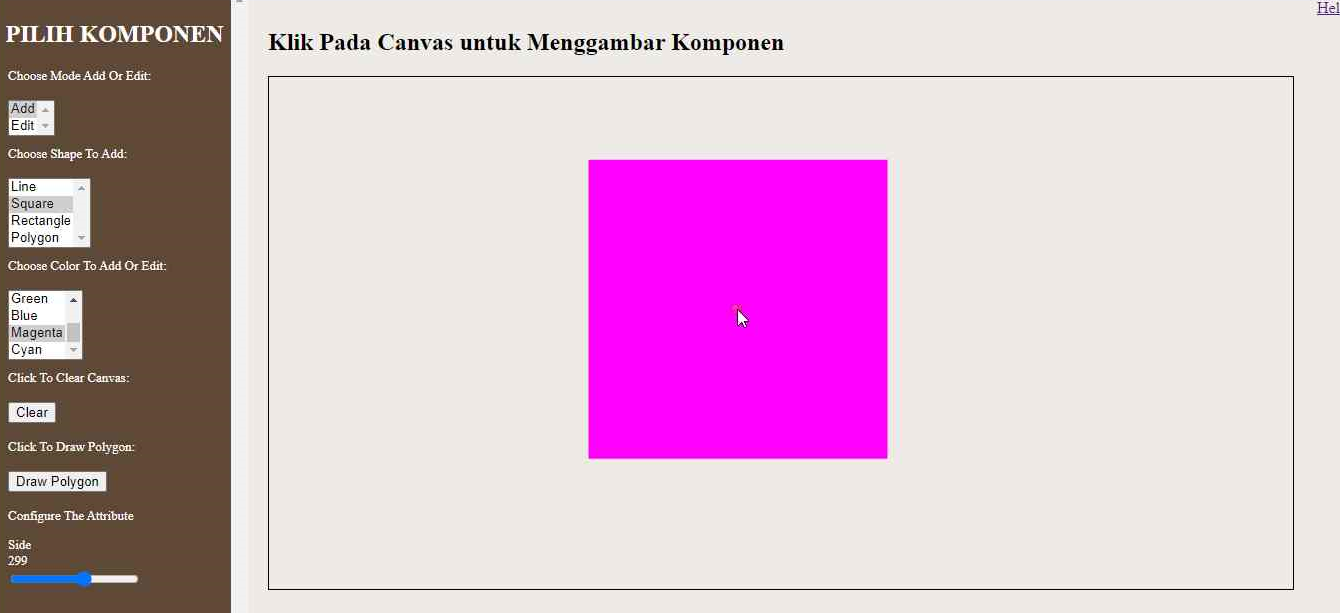 PILIH KOMPONEN
Choose Mode Add Or Edit:
Add
Edit
Choose Shape To Add:
Line
Square
Rectangle
Polygon
Choose Color To Add Or Edit:
Green
Blue
Magenta
Cyan
Click To Clear Canvas:
Clear
Click To Draw Polygon:
Draw Polygon
Configure The Attribute
Side
299
Klik Pada Canvas untuk Menggambar Komponen
Hel